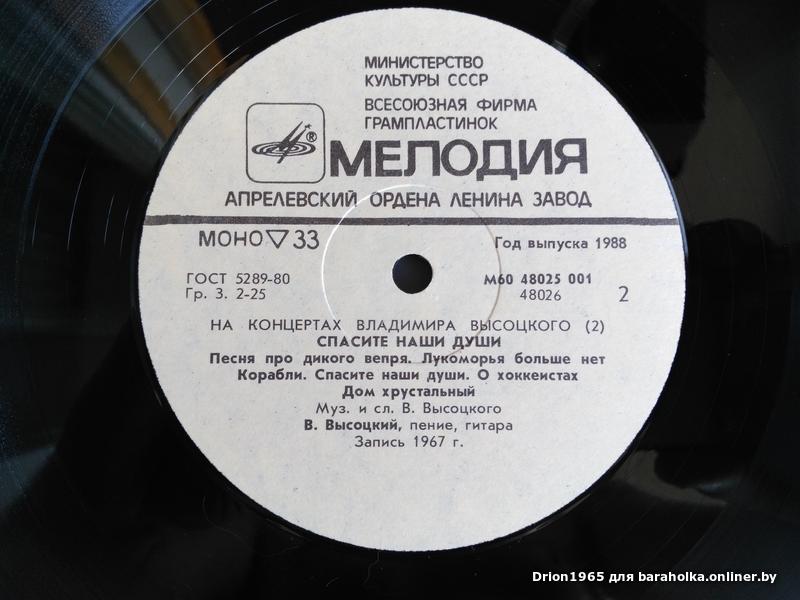 МИНИСТЕРСТВО
КУЛЬТУРЫ СССР
ВСЕСОЮЗНАЯ ФИРМА
ГРАМПЛАСТИНОК
®
МЕЛОДИЯ
АПРЕЛЕВСКИЙ ОРДЕНА ЛЕНИНА ЗАВОД
МОНО ▽ 33
Год выпуска 1988
ГОСТ 5289-80
Гр. 3. 2-25
М60 48025 001
48026
2
НА КОНЦЕРТАХ ВЛАДИМИРА ВЫСОЦКОГО (2)
СПАСИТЕ НАШИ ДУШИ
Песня про дикого вепря. Лукоморья больше нет
Корабли. Спасите наши души. О хоккеистах
Дом хрустальный
Муз. и сл. В. Высоцкого
В. Высоцкий, пение, гитара
Запись 1967 г.
Drion1965 для baraholka.onliner.by